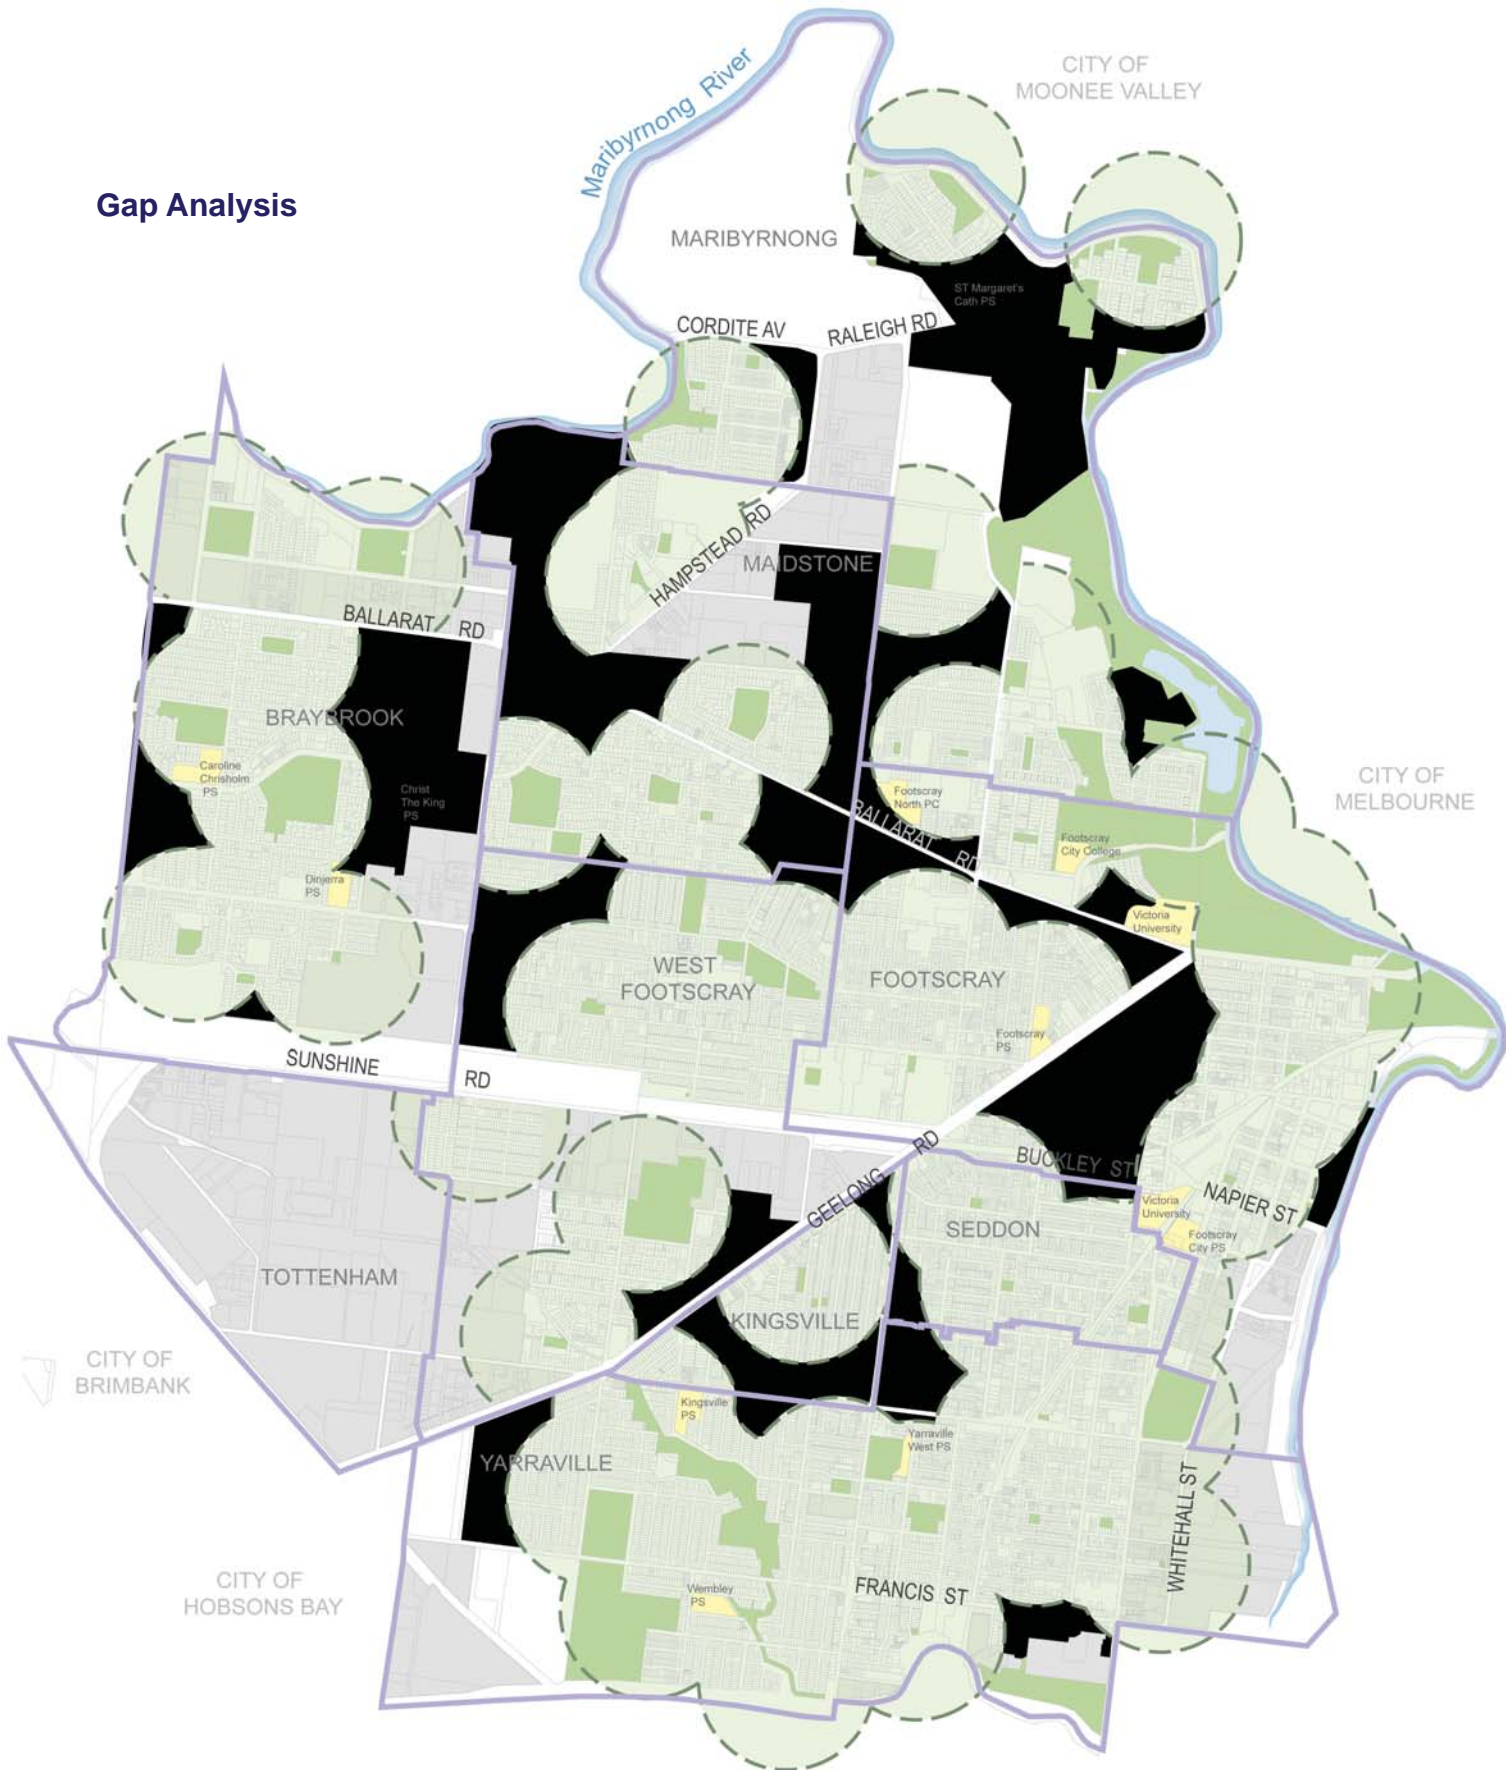 CITY OF
MOONEE VALLEY
Maribyrnong River
Gap Analysis
MARIBYRNONG
ST Margaret's
Cath PS
CORDITE AV
RALEIGH RD
HAMPSTEAD RD
MAIDSTONE
BALLARAT RD
BRAYBROOK
Caroline
Chrisholm
PS
Christ
The King
PS
Footscray
North PC
CITY OF
MELBOURNE
BALLARAT RD
Footscray
City College
Dinjerra
PS
Victoria
University
WEST
FOOTSCRAY
FOOTSCRAY
Footscray
PS
SUNSHINE RD
GEELONG RD
BUCKLEY ST
Victoria
University
NAPIER ST
SEDDON
Footscray
City PS
TOTTENHAM
KINGSVILLE
CITY OF
BRIMBANK
Kingsville
PS
Yarraville
West PS
YARRAVILLE
WHITEHALL ST
CITY OF
HOBSONS BAY
Wembley
PS
FRANCIS ST